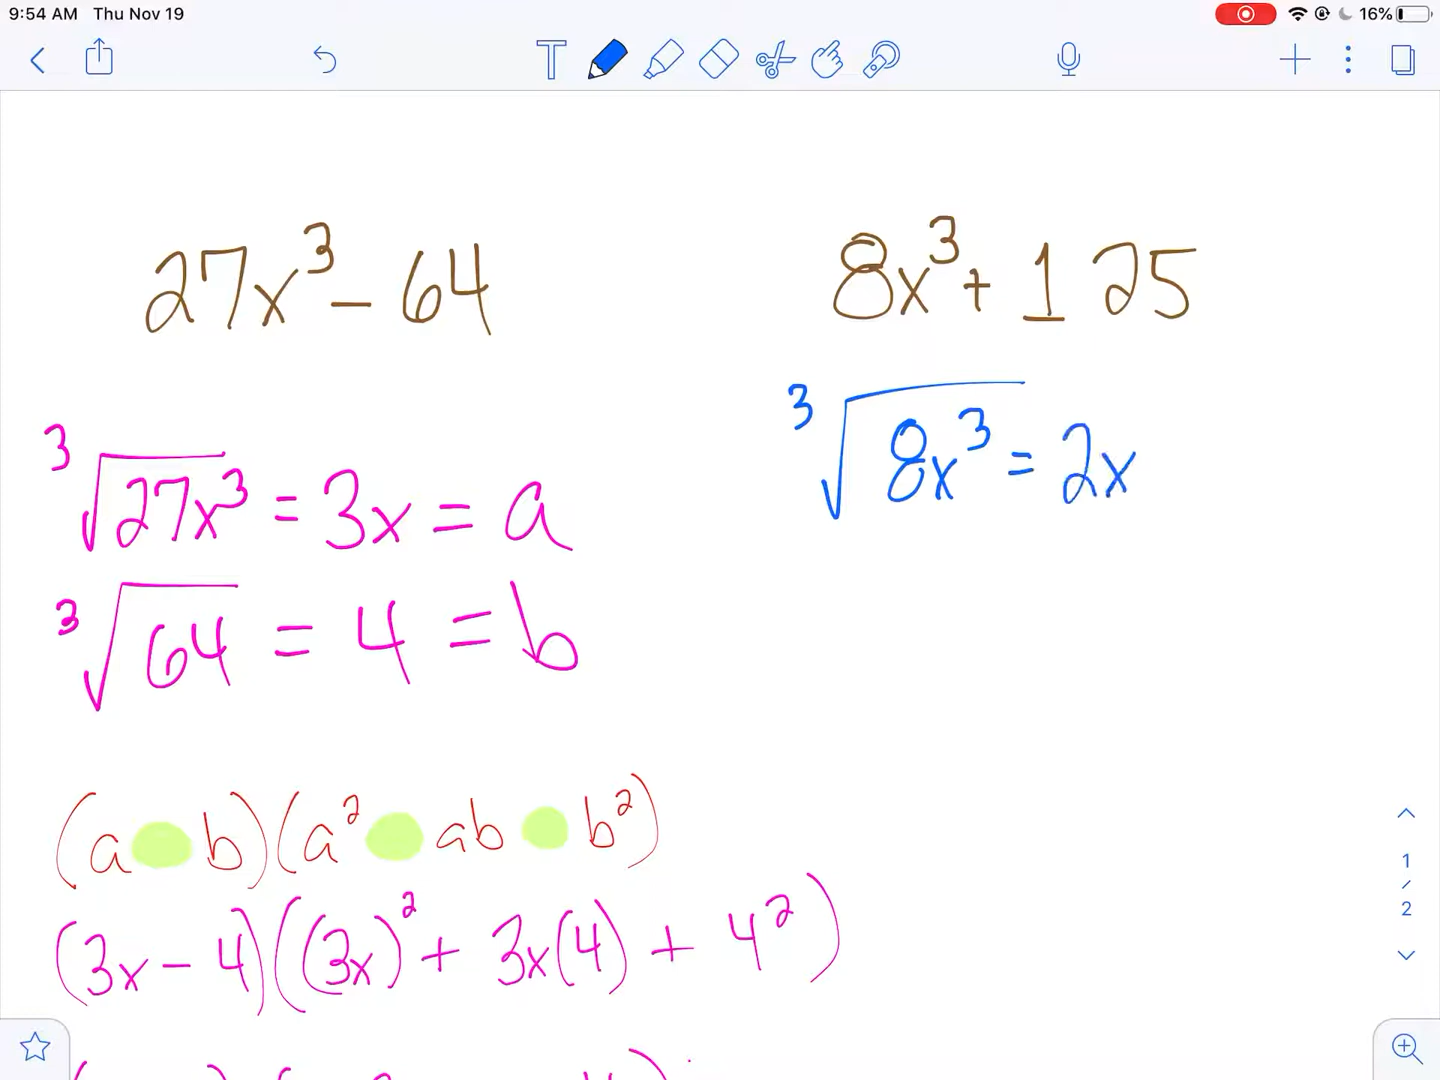 9:54 AM Thu Nov 19
16%
T
27x³ - 64
∛27x³ = 3x = a
∛64 = 4 = b
(a b)(a² ab b²)
(3x - 4)((3x)² + 3x(4) + 4²)
8x³ + 125
∛8x³ = 2x
1
/
2